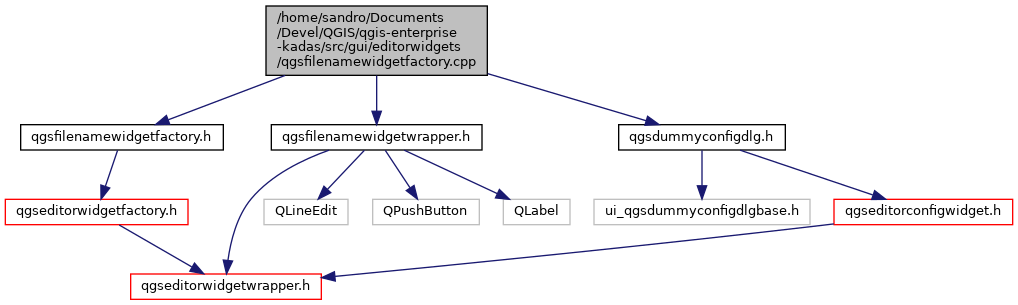 /home/sandro/Documents
/Devel/QGIS/qgis-enterprise
-kadas/src/gui/editorwidgets
/qgsfilenamewidgetfactory.cpp
qgsfilenamewidgetfactory.h
qgsfilenamewidgetwrapper.h
qgsdummyconfigdlg.h
qgseditorwidgetfactory.h
QLineEdit
QPushButton
QLabel
ui_qgsdummyconfigdlgbase.h
qgseditorconfigwidget.h
qgseditorwidgetwrapper.h